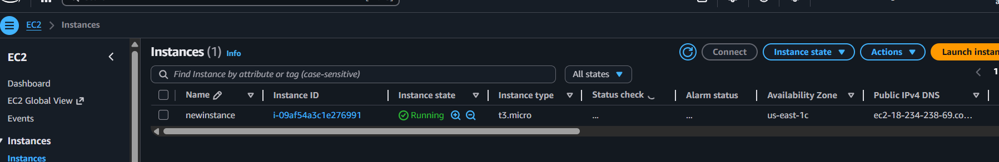 EC2 Instances
EC2
Dashboard
EC2 Global View
Events
Instances
Instances
Instances (1) Info
Connect Instance state Actions Launch instan
Find Instance by attribute or tag (case-sensitive) All states 1
Name Instance ID Instance state Instance type Status check Alarm status Availability Zone Public IPv4 DNS
newinstance i-09af54a3c1e276991 Running t3.micro ... ... us-east-1c ec2-18-234-238-69.co...